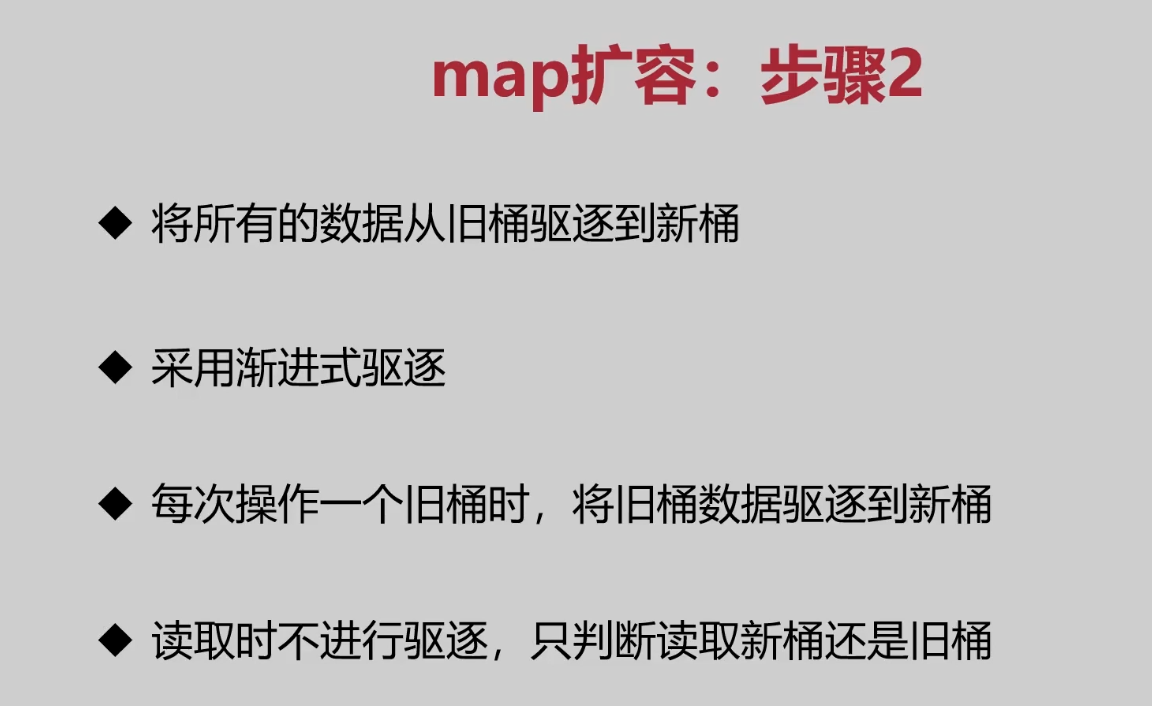 map扩容：步骤2
◆ 将所有的数据从旧桶驱逐到新桶
◆ 采用渐进式驱逐
◆ 每次操作一个旧桶时，将旧桶数据驱逐到新桶
◆ 读取时不进行驱逐，只判断读取新桶还是旧桶